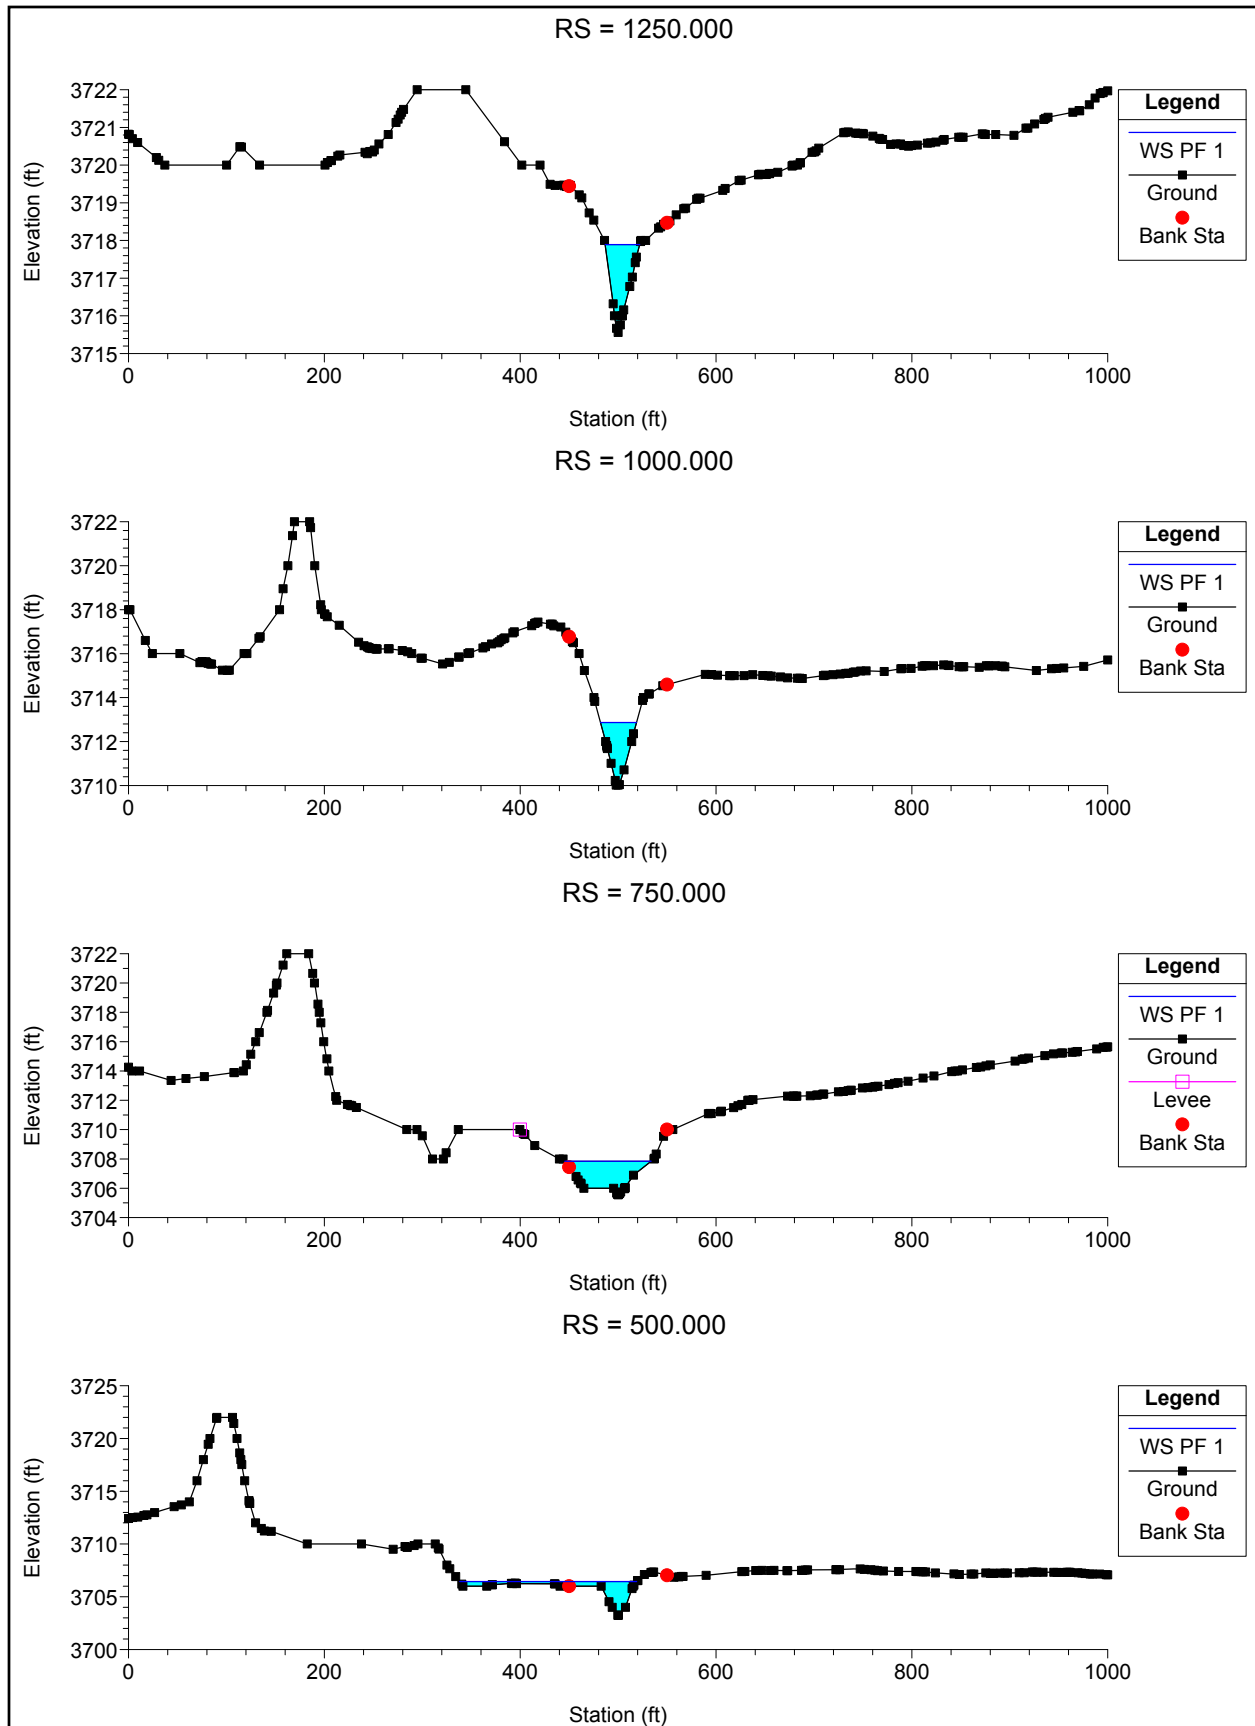 RS = 1250.000
Elevation (ft)
3722
3721
3720
3719
3718
3717
3716
3715
0 200 400 600 800 1000
Station (ft)
Legend
WS PF 1
Ground
Bank Sta
RS = 1000.000
Elevation (ft)
3722
3720
3718
3716
3714
3712
3710
0 200 400 600 800 1000
Station (ft)
Legend
WS PF 1
Ground
Bank Sta
RS = 750.000
Elevation (ft)
3722
3720
3718
3716
3714
3712
3710
3708
3706
3704
0 200 400 600 800 1000
Station (ft)
Legend
WS PF 1
Ground
Levee
Bank Sta
RS = 500.000
Elevation (ft)
3725
3720
3715
3710
3705
3700
0 200 400 600 800 1000
Station (ft)
Legend
WS PF 1
Ground
Bank Sta